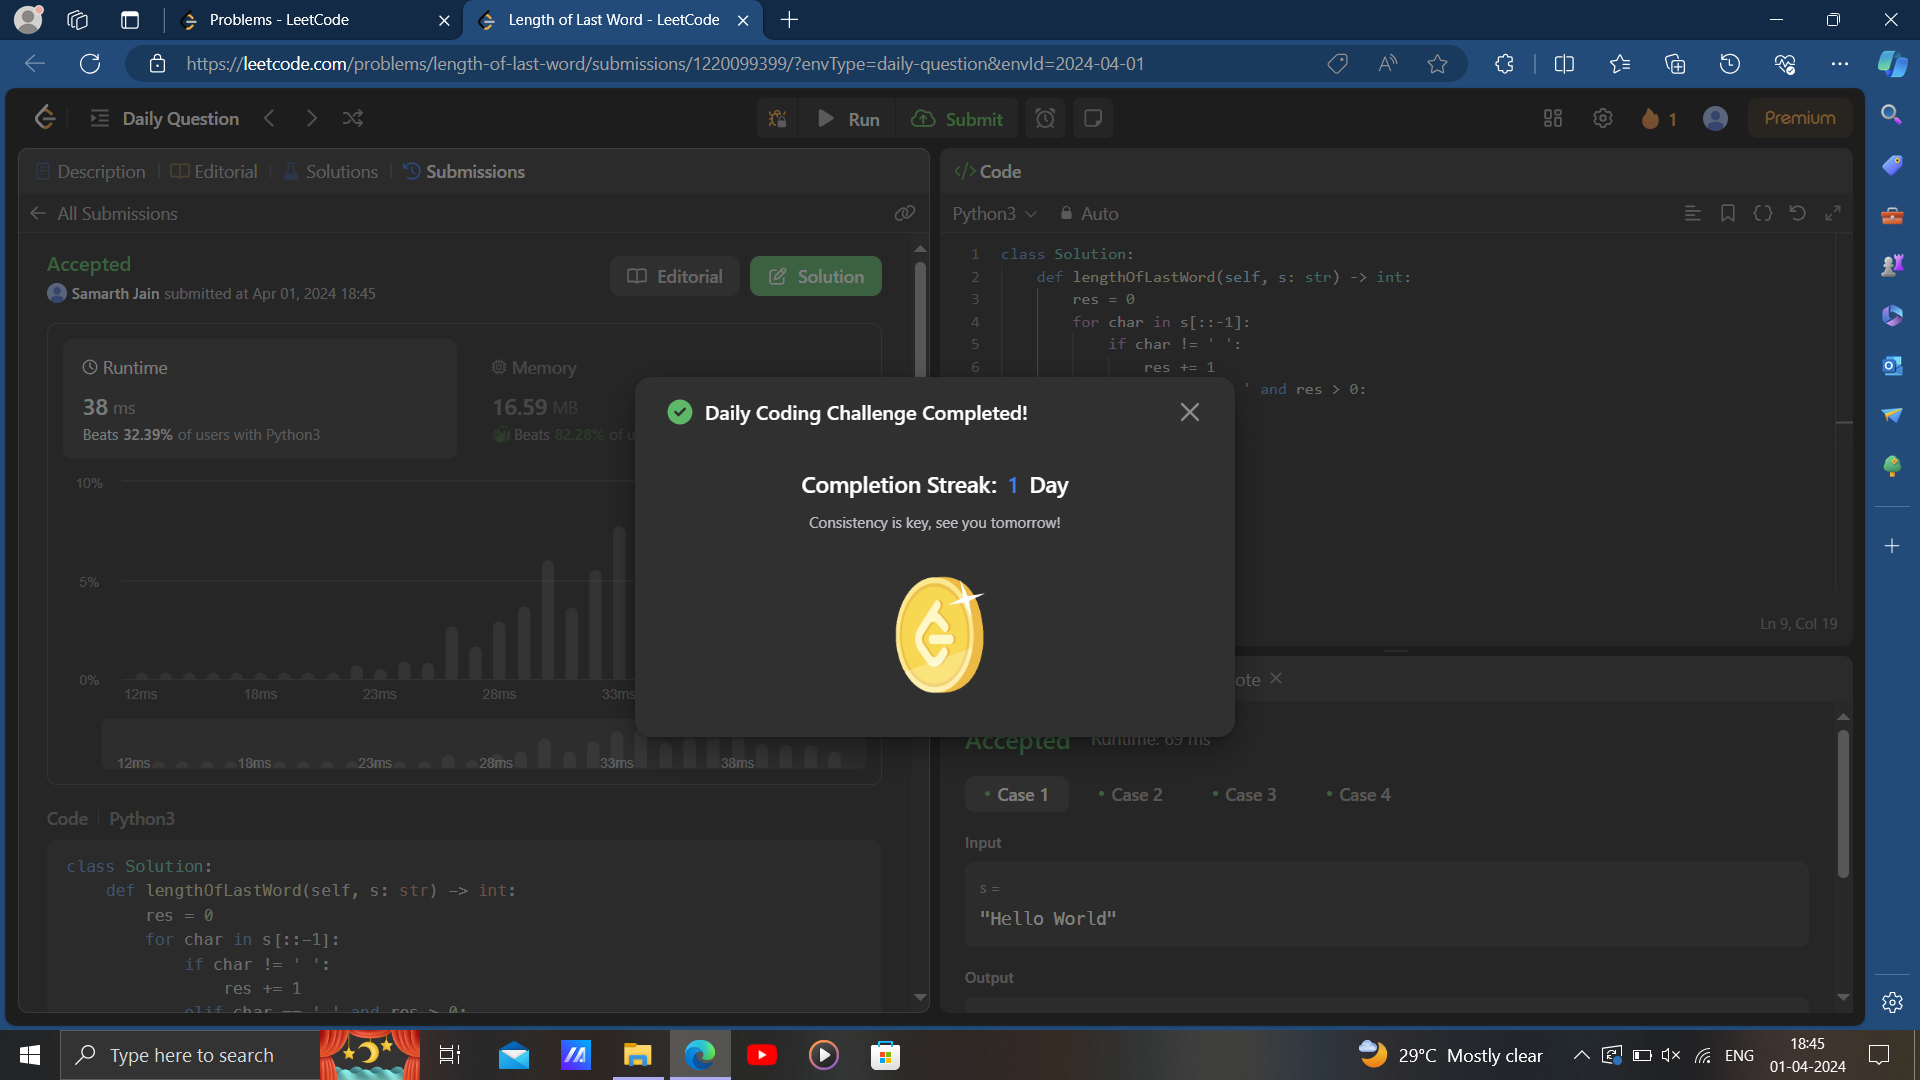 Problems - LeetCode
Length of Last Word - LeetCode
https://leetcode.com/problems/length-of-last-word/submissions/1220099399/?envType=daily-question&envId=2024-04-01
Daily Question
Run
Submit
1
Premium
Description
Editorial
Solutions
Submissions
All Submissions
Accepted
Samarth Jain submitted at Apr 01, 2024 18:45
Editorial
Solution
Runtime
38 ms
Beats 32.39% of users with Python3
Memory
16.59 MB
Beats 82.28% of u
10%
5%
0%
12ms 18ms 23ms 28ms 33ms
12ms 18ms 23ms 28ms 33ms 38ms
Code | Python3
class Solution:
def lengthOfLastWord(self, s: str) -> int:
res = 0
for char in s[::-1]:
if char != ' ':
res += 1
elif char == ' ' and res > 0:
Daily Coding Challenge Completed!
Completion Streak: 1 Day
Consistency is key, see you tomorrow!
</> Code
Python3
Auto
1 class Solution:
2 def lengthOfLastWord(self, s: str) -> int:
3 res = 0
4 for char in s[::-1]:
5 if char != ' ':
6 res += 1
' and res > 0:
Ln 9, Col 19
ote
Accepted Runtime: 69 ms
Case 1
Case 2
Case 3
Case 4
Input
s =
"Hello World"
Output
Type here to search
29°C Mostly clear
ENG
18:45
01-04-2024